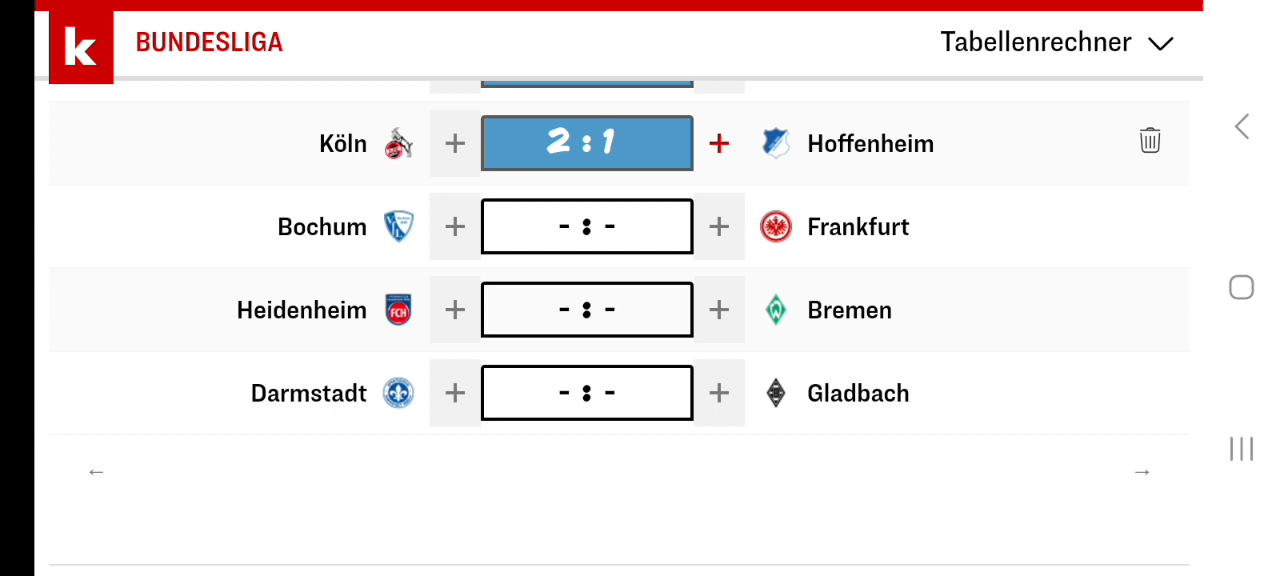 k BUNDESLIGA Tabellenrechner
Köln + 2:1 + Hoffenheim
Bochum + -:- + Frankfurt
Heidenheim + -:- + Bremen
Darmstadt + -:- + Gladbach
← →